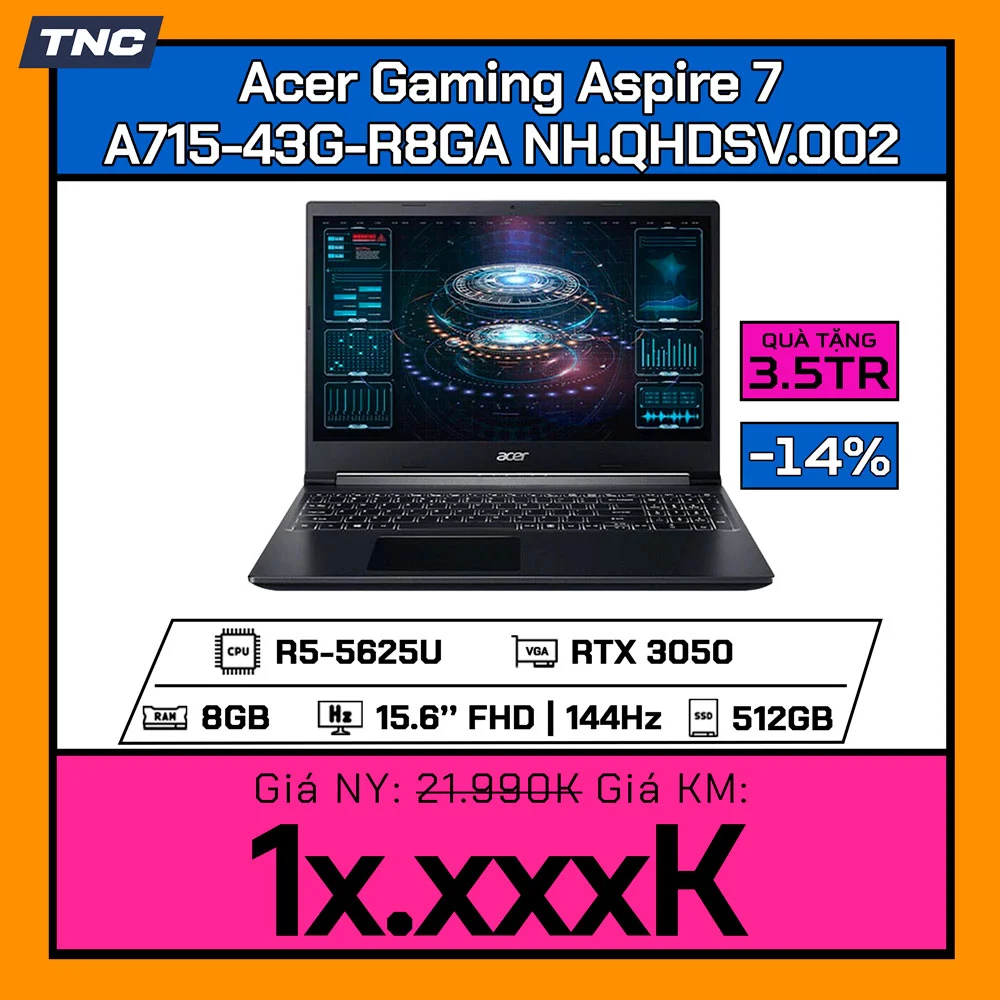 TNC
Acer Gaming Aspire 7
A715-43G-R8GA NH.QHDSV.002
WARNING
QUÀ TẶNG
3.5TR
-14%
acer
CPU R5-5625U VGA RTX 3050
RAM 8GB Hz 15.6’’ FHD | 144Hz SSD 512GB
Giá NY: 21.990K Giá KM:
1x.xxxK